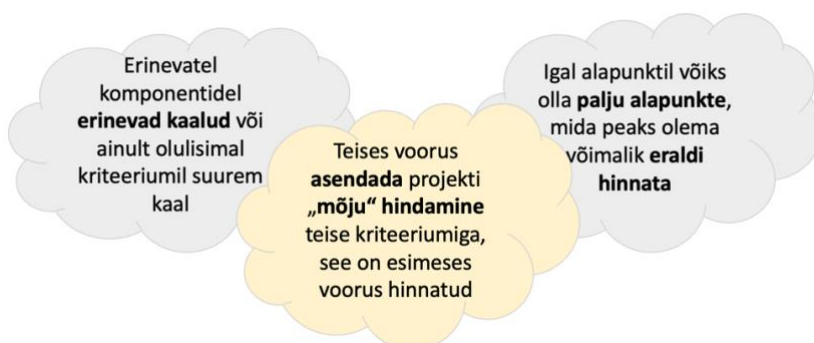 Erinevatel
komponentidel
erinevad kaalud või
ainult olulisimal
kriteeriumil suurem
kaal
Teises voorus
asendada projekti
„mõju“ hindamine
teise kriteeriumiga,
see on esimeses
voorus hinnatud
Igal alapunktil võiks
olla palju alapunkte,
mida peaks olema
võimalik eraldi
hinnata